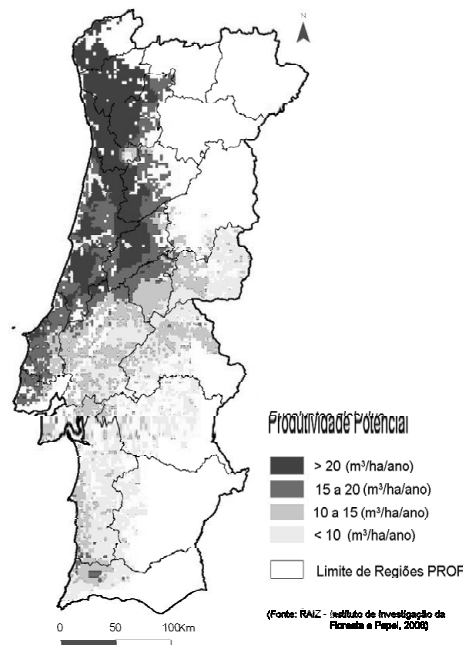 N
Produtividade Potencial
> 20 (m³/ha/ano)
15 a 20 (m³/ha/ano)
10 a 15 (m³/ha/ano)
< 10 (m³/ha/ano)
Limite de Regiões PROF
(Fonte: RAIZ - Instituto de Investigação da
Floresta e Papel, 2008)
0 50 100Km